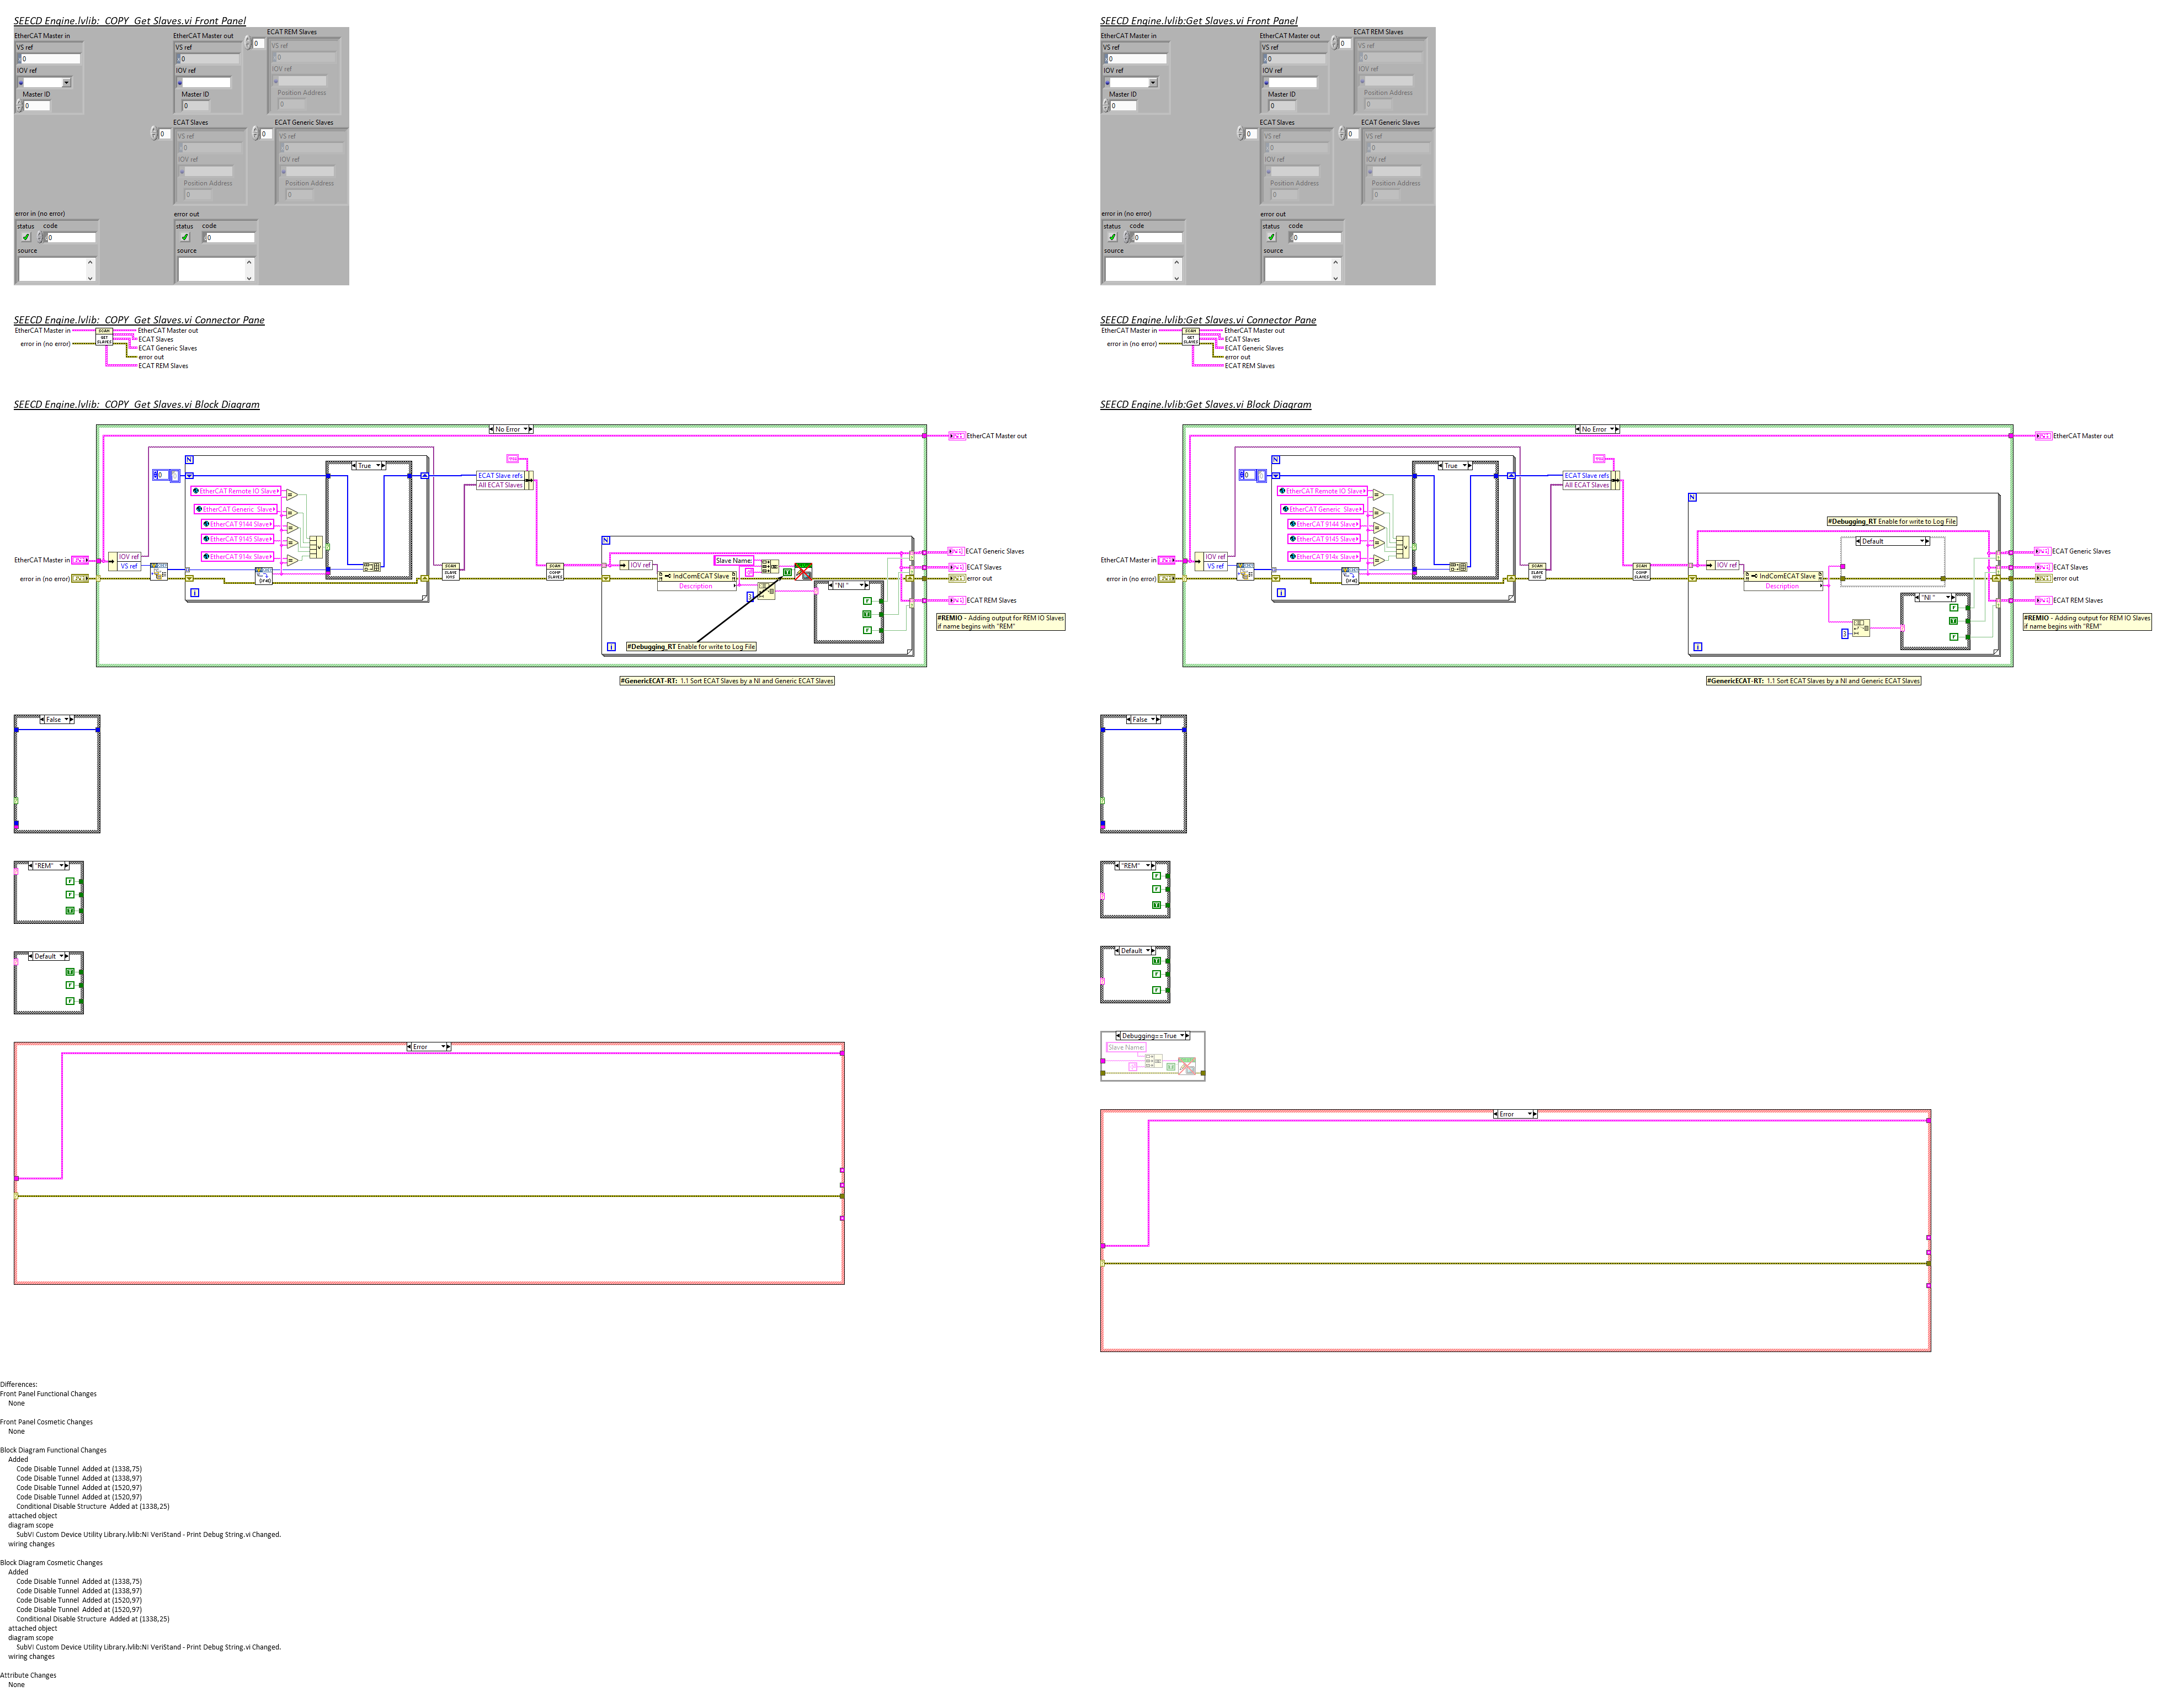 SEECD Engine.lvlib:_COPY_Get Slaves.vi Front Panel
EtherCAT Master in
VS ref
0
IOV ref
Master ID
0
EtherCAT Master out
VS ref
0
IOV ref
Master ID
0
0
ECAT REM Slaves
VS ref
0
IOV ref
Position Address
0
0
ECAT Slaves
VS ref
0
IOV ref
Position Address
0
0
ECAT Generic Slaves
VS ref
0
IOV ref
Position Address
0
error in (no error)
status code
0
source
error out
status code
0
source
SEECD Engine.lvlib:_COPY_Get Slaves.vi Connector Pane
EtherCAT Master in
error in (no error)
EtherCAT Master out
ECAT Slaves
ECAT Generic Slaves
error out
ECAT REM Slaves
SEECD Engine.lvlib:_COPY_Get Slaves.vi Block Diagram
No Error
EtherCAT Master out
N
True
0
ECAT Slave refs
All ECAT Slaves
EtherCAT Remote IO Slave
EtherCAT Generic Slave
EtherCAT 9144 Slave
EtherCAT 9145 Slave
EtherCAT 914x Slave
EtherCAT Master in
IOV ref
VS ref
error in (no error)
i
N
IOV ref
IndComECAT Slave
Description
Slave Name:
3
"NI "
F
F
ECAT Generic Slaves
ECAT Slaves
error out
ECAT REM Slaves
#REMIO - Adding output for REM IO Slaves
if name begins with "REM"
i
#Debugging_RT Enable for write to Log File
#GenericECAT-RT: 1.1 Sort ECAT Slaves by a NI and Generic ECAT Slaves
False
"REM"
F
F
Default
F
F
Error
SEECD Engine.lvlib:Get Slaves.vi Front Panel
EtherCAT Master in
VS ref
0
IOV ref
Master ID
0
EtherCAT Master out
VS ref
0
IOV ref
Master ID
0
0
ECAT REM Slaves
VS ref
0
IOV ref
Position Address
0
0
ECAT Slaves
VS ref
0
IOV ref
Position Address
0
0
ECAT Generic Slaves
VS ref
0
IOV ref
Position Address
0
error in (no error)
status code
0
source
error out
status code
0
source
SEECD Engine.lvlib:Get Slaves.vi Connector Pane
EtherCAT Master in
error in (no error)
EtherCAT Master out
ECAT Slaves
ECAT Generic Slaves
error out
ECAT REM Slaves
SEECD Engine.lvlib:Get Slaves.vi Block Diagram
No Error
EtherCAT Master out
N
True
0
ECAT Slave refs
All ECAT Slaves
EtherCAT Remote IO Slave
EtherCAT Generic Slave
EtherCAT 9144 Slave
EtherCAT 9145 Slave
EtherCAT 914x Slave
EtherCAT Master in
IOV ref
VS ref
error in (no error)
i
N
#Debugging_RT Enable for write to Log File
Default
IOV ref
IndComECAT Slave
Description
"NI "
F
F
3
i
ECAT Generic Slaves
ECAT Slaves
error out
ECAT REM Slaves
#REMIO - Adding output for REM IO Slaves
if name begins with "REM"
#GenericECAT-RT: 1.1 Sort ECAT Slaves by a NI and Generic ECAT Slaves
False
"REM"
F
F
Default
F
F
Debugging==True
Slave Name:
Error
Differences:
Front Panel Functional Changes
None
Front Panel Cosmetic Changes
None
Block Diagram Functional Changes
Added
Code Disable Tunnel Added at (1338,75)
Code Disable Tunnel Added at (1338,97)
Code Disable Tunnel Added at (1520,97)
Code Disable Tunnel Added at (1520,97)
Conditional Disable Structure Added at (1338,25)
attached object
diagram scope
SubVI Custom Device Utility Library.lvlib:NI VeriStand - Print Debug String.vi Changed.
wiring changes
Block Diagram Cosmetic Changes
Added
Code Disable Tunnel Added at (1338,75)
Code Disable Tunnel Added at (1338,97)
Code Disable Tunnel Added at (1520,97)
Code Disable Tunnel Added at (1520,97)
Conditional Disable Structure Added at (1338,25)
attached object
diagram scope
SubVI Custom Device Utility Library.lvlib:NI VeriStand - Print Debug String.vi Changed.
wiring changes
Attribute Changes
None